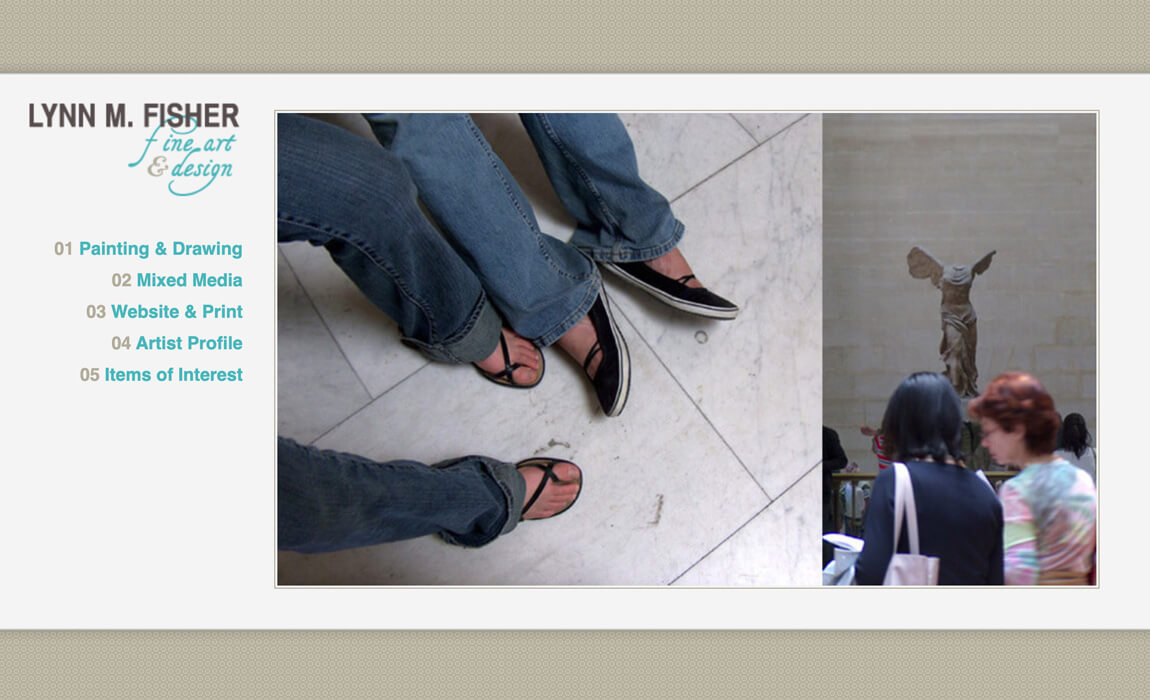 LYNN M. FISHER
fine art
& design
01 Painting & Drawing
02 Mixed Media
03 Website & Print
04 Artist Profile
05 Items of Interest